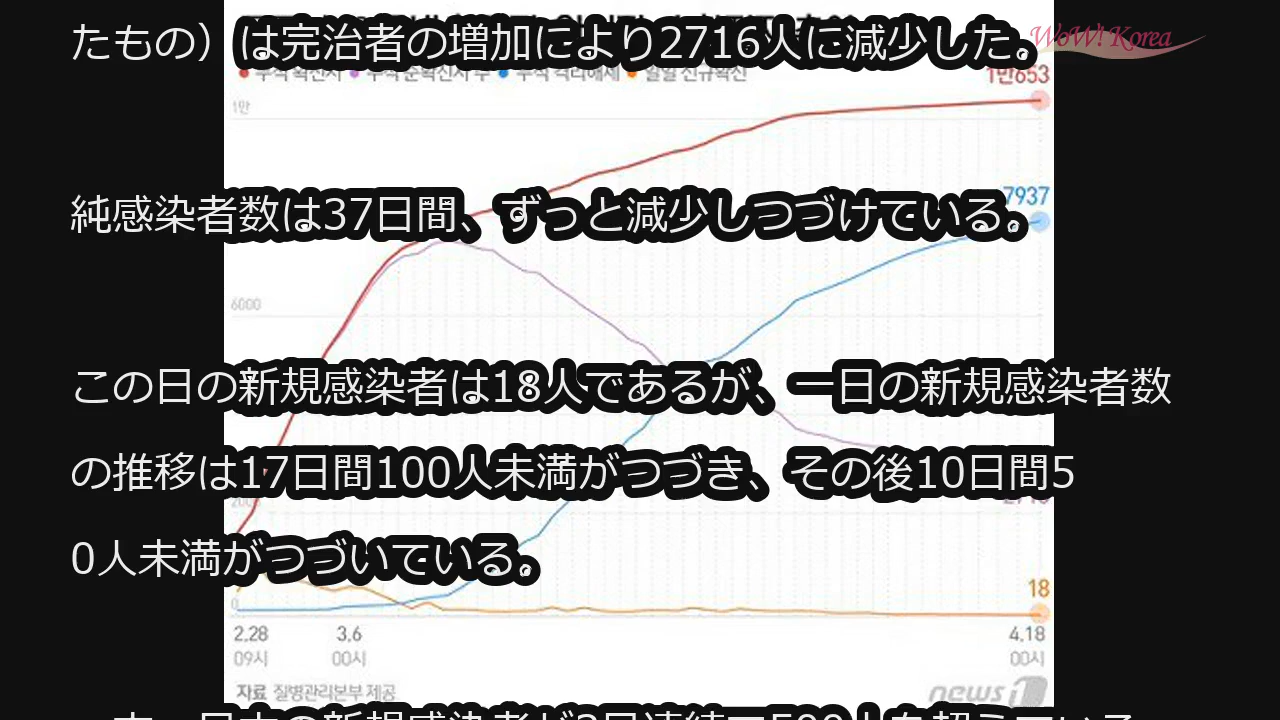 たもの）は完治者の増加により2716人に減少した。
WoW! Korea
1만653
1만
純感染者数は37日間、ずっと減少しつづけている。
7937
6000
この日の新規感染者は18人であるが、一日の新規感染者数
の推移は17日間100人未満がつづき、その後10日間5
0人未満がつづいている。
18
0
2.28
3.6
4.18
09시
00시
00시
자료 질병관리본부 제공
news1